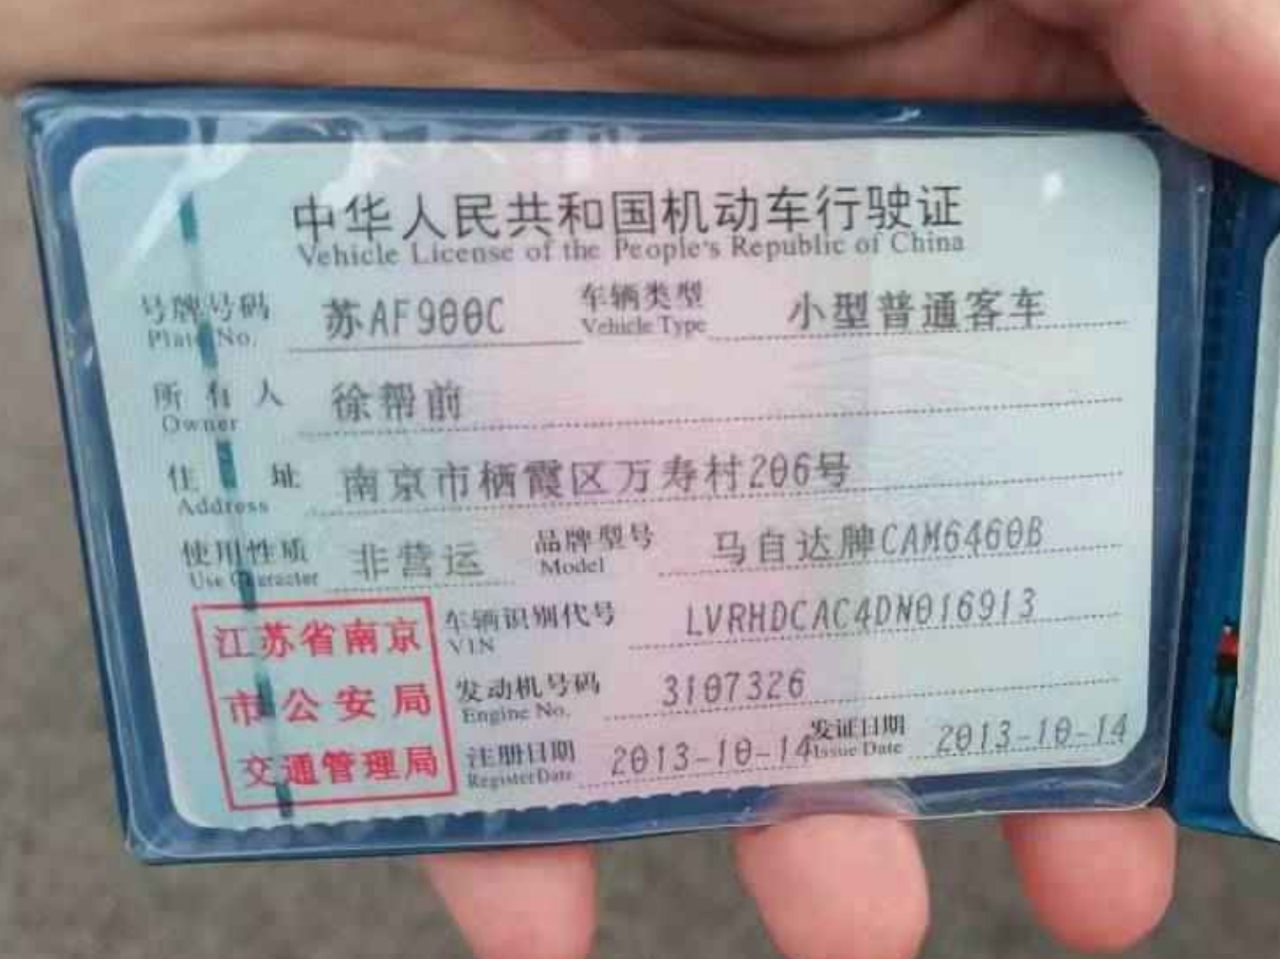 中华人民共和国机动车行驶证
Vehicle License of the People's Republic of China
号牌号码 苏AF900C 车辆类型 小型普通客车
Plate No. Vehicle Type
所有人 徐帮前
Owner
住址 南京市栖霞区万寿村206号
Address
使用性质 非营运 品牌型号 马自达牌CAM6460B
Use Character Model
江苏省南京
市公安局
交通管理局
车辆识别代号 LVRHDCAC4DN016913
VIN
发动机号码 3107326
Engine No.
注册日期 2013-10-14 发证日期 2013-10-14
Register Date Issue Date